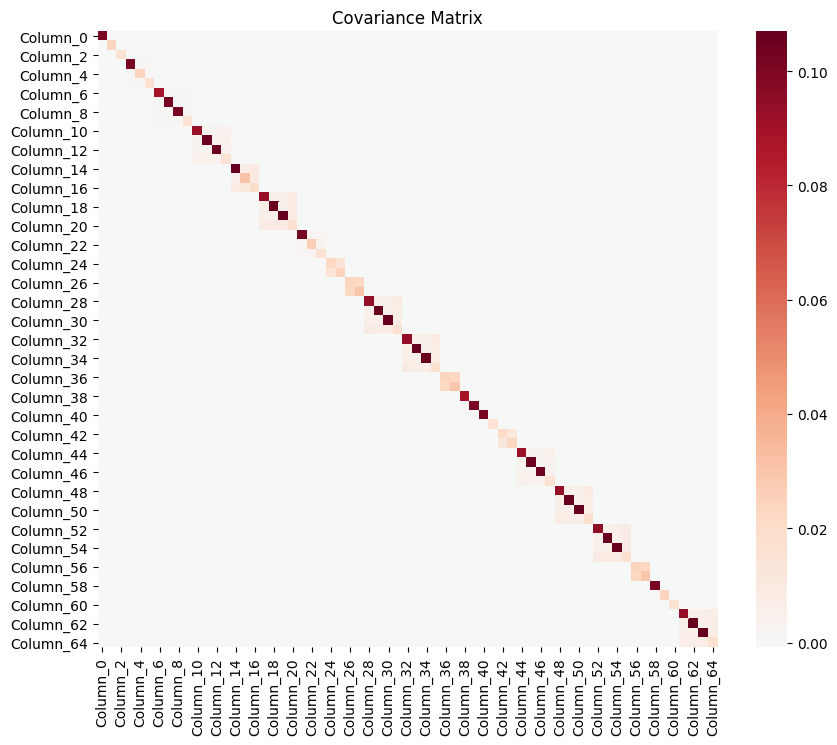 Covariance Matrix
Column_0
Column_2
Column_4
Column_6
Column_8
Column_10
Column_12
Column_14
Column_16
Column_18
Column_20
Column_22
Column_24
Column_26
Column_28
Column_30
Column_32
Column_34
Column_36
Column_38
Column_40
Column_42
Column_44
Column_46
Column_48
Column_50
Column_52
Column_54
Column_56
Column_58
Column_60
Column_62
Column_64
Column_0
Column_2
Column_4
Column_6
Column_8
Column_10
Column_12
Column_14
Column_16
Column_18
Column_20
Column_22
Column_24
Column_26
Column_28
Column_30
Column_32
Column_34
Column_36
Column_38
Column_40
Column_42
Column_44
Column_46
Column_48
Column_50
Column_52
Column_54
Column_56
Column_58
Column_60
Column_62
Column_64
0.10
0.08
0.06
0.04
0.02
0.00